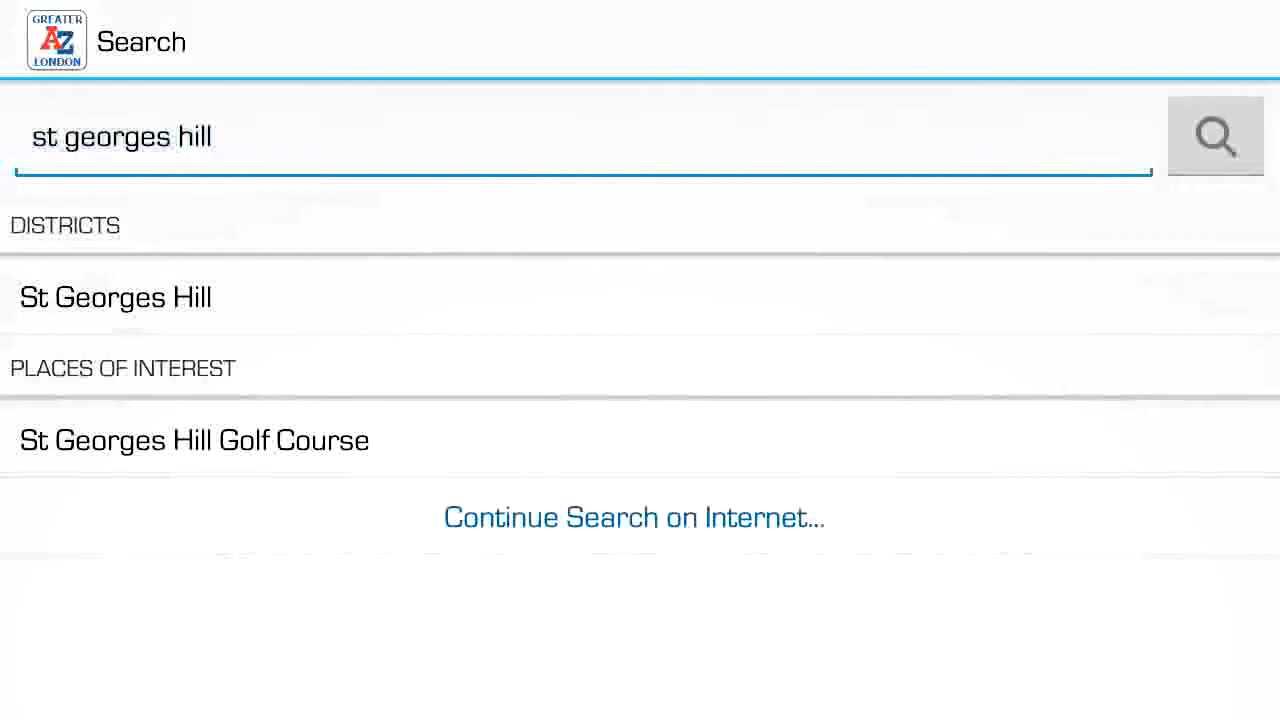 GREATER
AZ
LONDON
Search
st georges hill
DISTRICTS
St Georges Hill
PLACES OF INTEREST
St Georges Hill Golf Course
Continue Search on Internet...